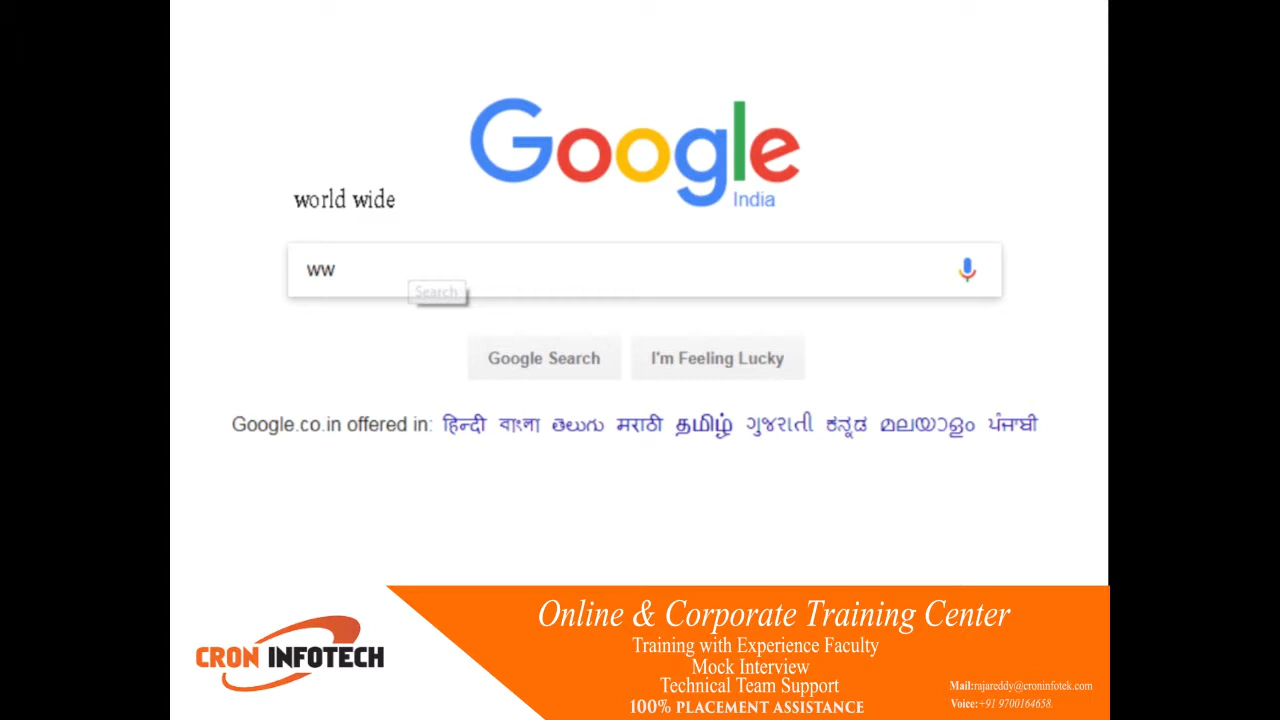 Google
India
world wide
ww
Search
Google Search
I'm Feeling Lucky
Google.co.in offered in: हिन्दी বাংলা తెలుగు मराठी தமிழ் ગુજરાતી ಕನ್ನಡ മലയാളം ਪੰਜਾਬੀ
CRON INFOTECH
Online & Corporate Training Center
Training with Experience Faculty
Mock Interview
Technical Team Support
100% PLACEMENT ASSISTANCE
Mail:rajareddy@croninfotek.com
Voice:+91 9700164658.